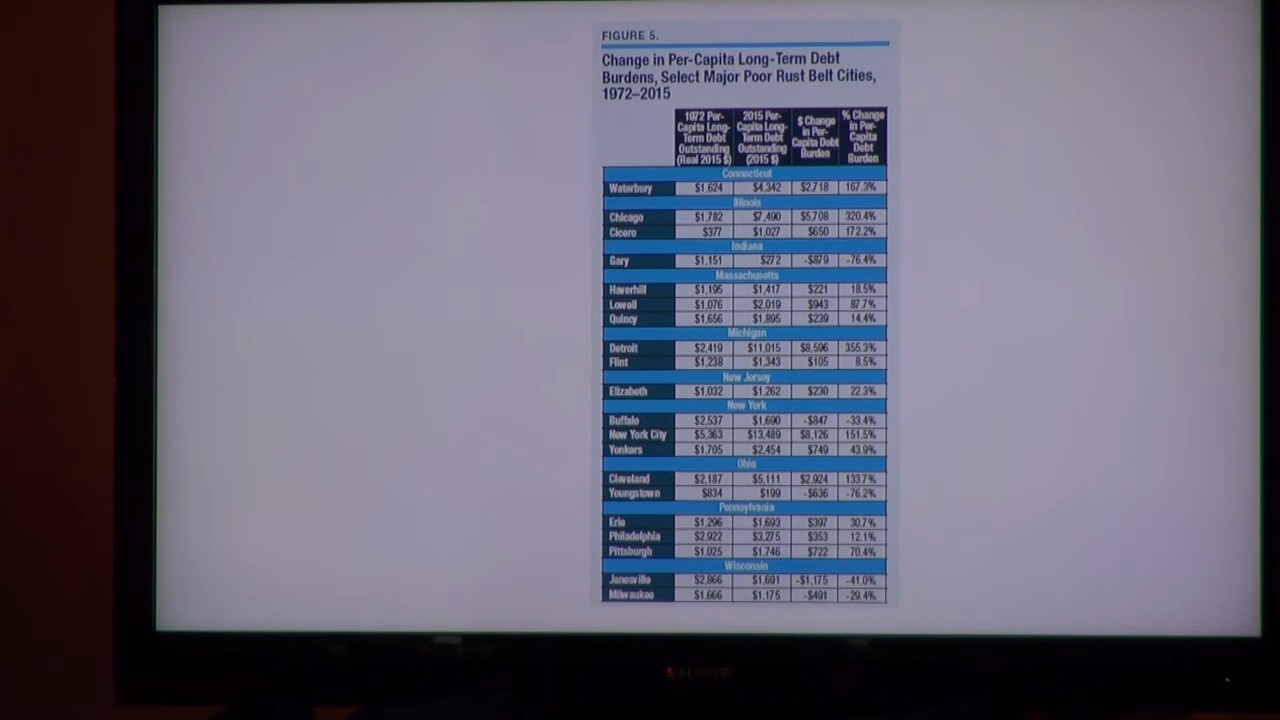 FIGURE 5.
Change in Per-Capita Long-Term Debt
Burdens, Select Major Poor Rust Belt Cities,
1972–2015
1972 Per-Capita Long-Term Debt Outstanding (Real 2015 $) 2015 Per-Capita Long-Term Debt Outstanding (2015 $) $ Change in Per-Capita Debt Burden % Change in Per-Capita Debt Burden
Connecticut
Waterbury $1,624 $4,342 $2,718 167.3%
Illinois
Chicago $1,782 $7,490 $5,708 320.4%
Cicero $377 $1,027 $650 172.2%
Indiana
Gary $1,151 $272 -$879 -76.4%
Massachusetts
Haverhill $1,195 $1,417 $221 18.5%
Lowell $1,076 $2,019 $943 87.7%
Quincy $1,656 $1,895 $239 14.4%
Michigan
Detroit $2,419 $11,015 $8,596 355.3%
Flint $1,238 $1,343 $105 8.5%
New Jersey
Elizabeth $1,032 $1,262 $230 22.3%
New York
Buffalo $2,537 $1,690 -$847 -33.4%
New York City $5,363 $13,489 $8,126 151.5%
Yonkers $1,705 $2,454 $749 43.9%
Ohio
Cleveland $2,187 $5,111 $2,924 133.7%
Youngstown $834 $199 -$636 -76.2%
Pennsylvania
Erie $1,296 $1,693 $397 30.7%
Philadelphia $2,922 $3,275 $353 12.1%
Pittsburgh $1,025 $1,746 $722 70.4%
Wisconsin
Janesville $2,866 $1,691 -$1,175 -41.0%
Milwaukee $1,666 $1,175 -$491 -29.4%